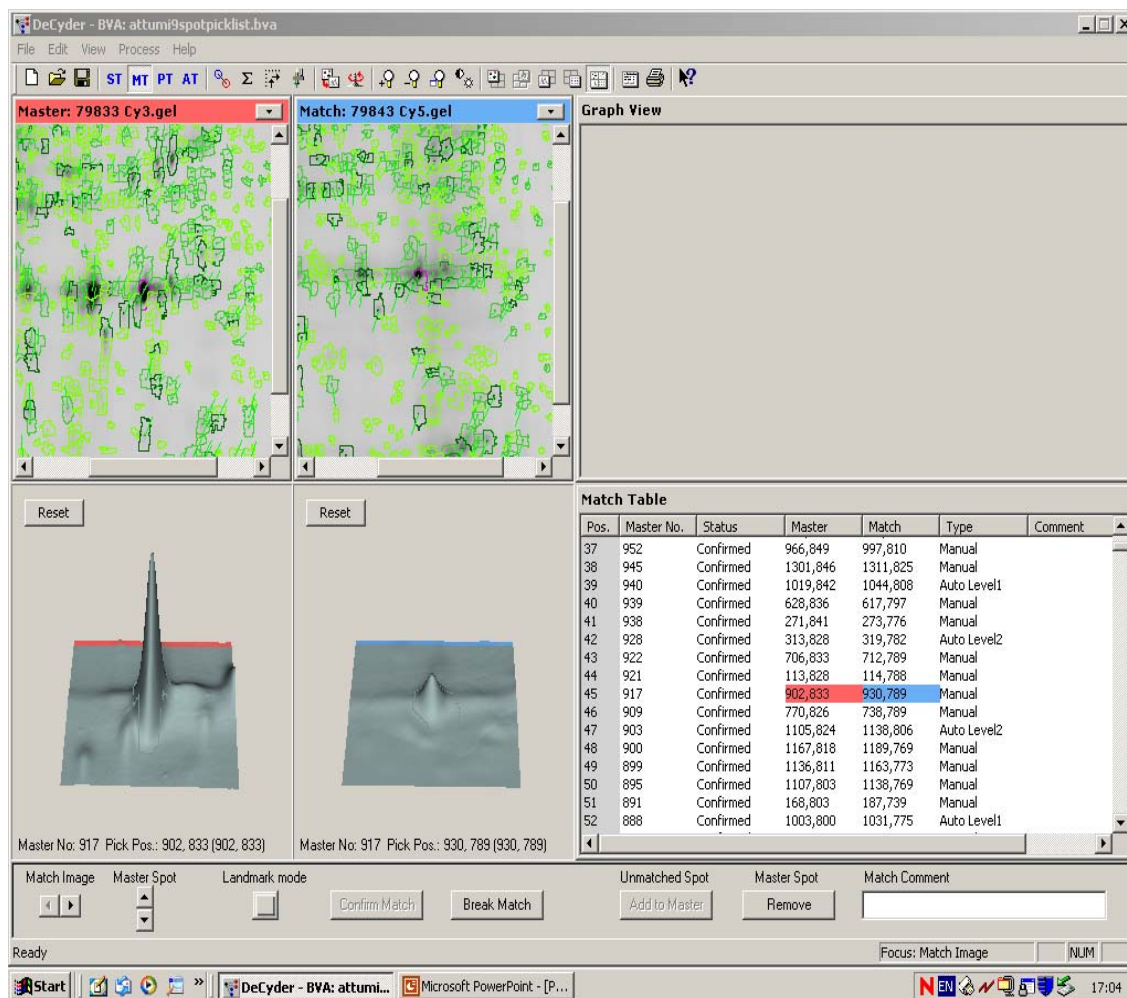 DeCyder - BVA: attumi9spotpicklist.bva
File Edit View Process Help
ST MT PT AT Σ
Master: 79833 Cy3.gel
Match: 79843 Cy5.gel
Graph View
Reset
Reset
Master No: 917 Pick Pos.: 902, 833 (902, 833)
Master No: 917 Pick Pos.: 930, 789 (930, 789)
Match Table
Pos. Master No. Status Master Match Type Comment
37 952 Confirmed 966,849 997,810 Manual
38 945 Confirmed 1301,846 1311,825 Manual
39 940 Confirmed 1019,842 1044,808 Auto Level1
40 939 Confirmed 628,836 617,797 Manual
41 938 Confirmed 271,841 273,776 Manual
42 928 Confirmed 313,828 319,782 Auto Level2
43 922 Confirmed 706,833 712,789 Manual
44 921 Confirmed 113,828 114,788 Manual
45 917 Confirmed 902,833 930,789 Manual
46 909 Confirmed 770,826 738,789 Manual
47 903 Confirmed 1105,824 1138,806 Auto Level2
48 900 Confirmed 1167,818 1189,769 Manual
49 899 Confirmed 1136,811 1163,773 Manual
50 895 Confirmed 1107,803 1138,769 Manual
51 891 Confirmed 168,803 187,739 Manual
52 888 Confirmed 1003,800 1031,775 Auto Level1
Match Image Master Spot Landmark mode Unmatched Spot Master Spot Match Comment
Confirm Match Break Match Add to Master Remove
Ready Focus: Match Image NUM
Start » DeCyder - BVA: attumi... Microsoft PowerPoint - [P... N EN 17:04